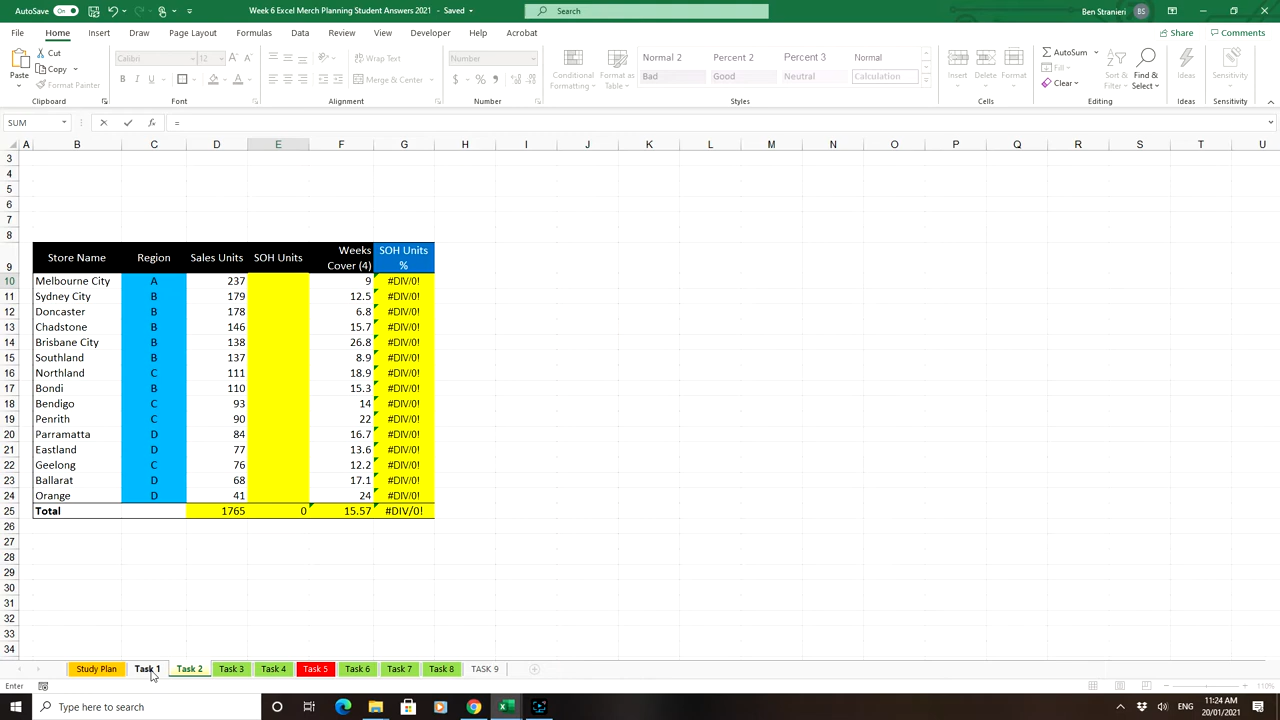 AutoSave On Week 6 Excel Merch Planning Student Answers 2021 - Saved Search Ben Stranieri BS
File Home Insert Draw Page Layout Formulas Data Review View Developer Help Acrobat Share Comments
Paste Cut Copy Format Painter Calibri 12 B I U Merge & Center Number $ % Conditional Formatting Format as Table Normal 2 Percent 2 Percent 3 Normal Bad Good Neutral Calculation Insert Delete Format AutoSum Fill Clear Sort & Filter Find & Select Ideas Sensitivity
Clipboard Font Alignment Number Styles Cells Editing Ideas Sensitivity
SUM =
A B C D E F G H I J K L M N O P Q R S T U
3
4
5
6
7
8
9 Store Name Region Sales Units SOH Units Weeks Cover (4) SOH Units %
10 Melbourne City A 237 9 #DIV/0!
11 Sydney City B 179 12.5 #DIV/0!
12 Doncaster B 178 6.8 #DIV/0!
13 Chadstone B 146 15.7 #DIV/0!
14 Brisbane City B 138 26.8 #DIV/0!
15 Southland B 137 8.9 #DIV/0!
16 Northland C 111 18.9 #DIV/0!
17 Bondi B 110 15.3 #DIV/0!
18 Bendigo C 93 14 #DIV/0!
19 Penrith C 90 22 #DIV/0!
20 Parramatta D 84 16.7 #DIV/0!
21 Eastland D 77 13.6 #DIV/0!
22 Geelong C 76 12.2 #DIV/0!
23 Ballarat D 68 17.1 #DIV/0!
24 Orange D 41 24 #DIV/0!
25 Total 1765 0 15.57 #DIV/0!
26
27
28
29
30
31
32
33
34
Study Plan Task 1 Task 2 Task 3 Task 4 Task 5 Task 6 Task 7 Task 8 TASK 9
Enter 110%
Type here to search ENG 11:24 AM
20/01/2021